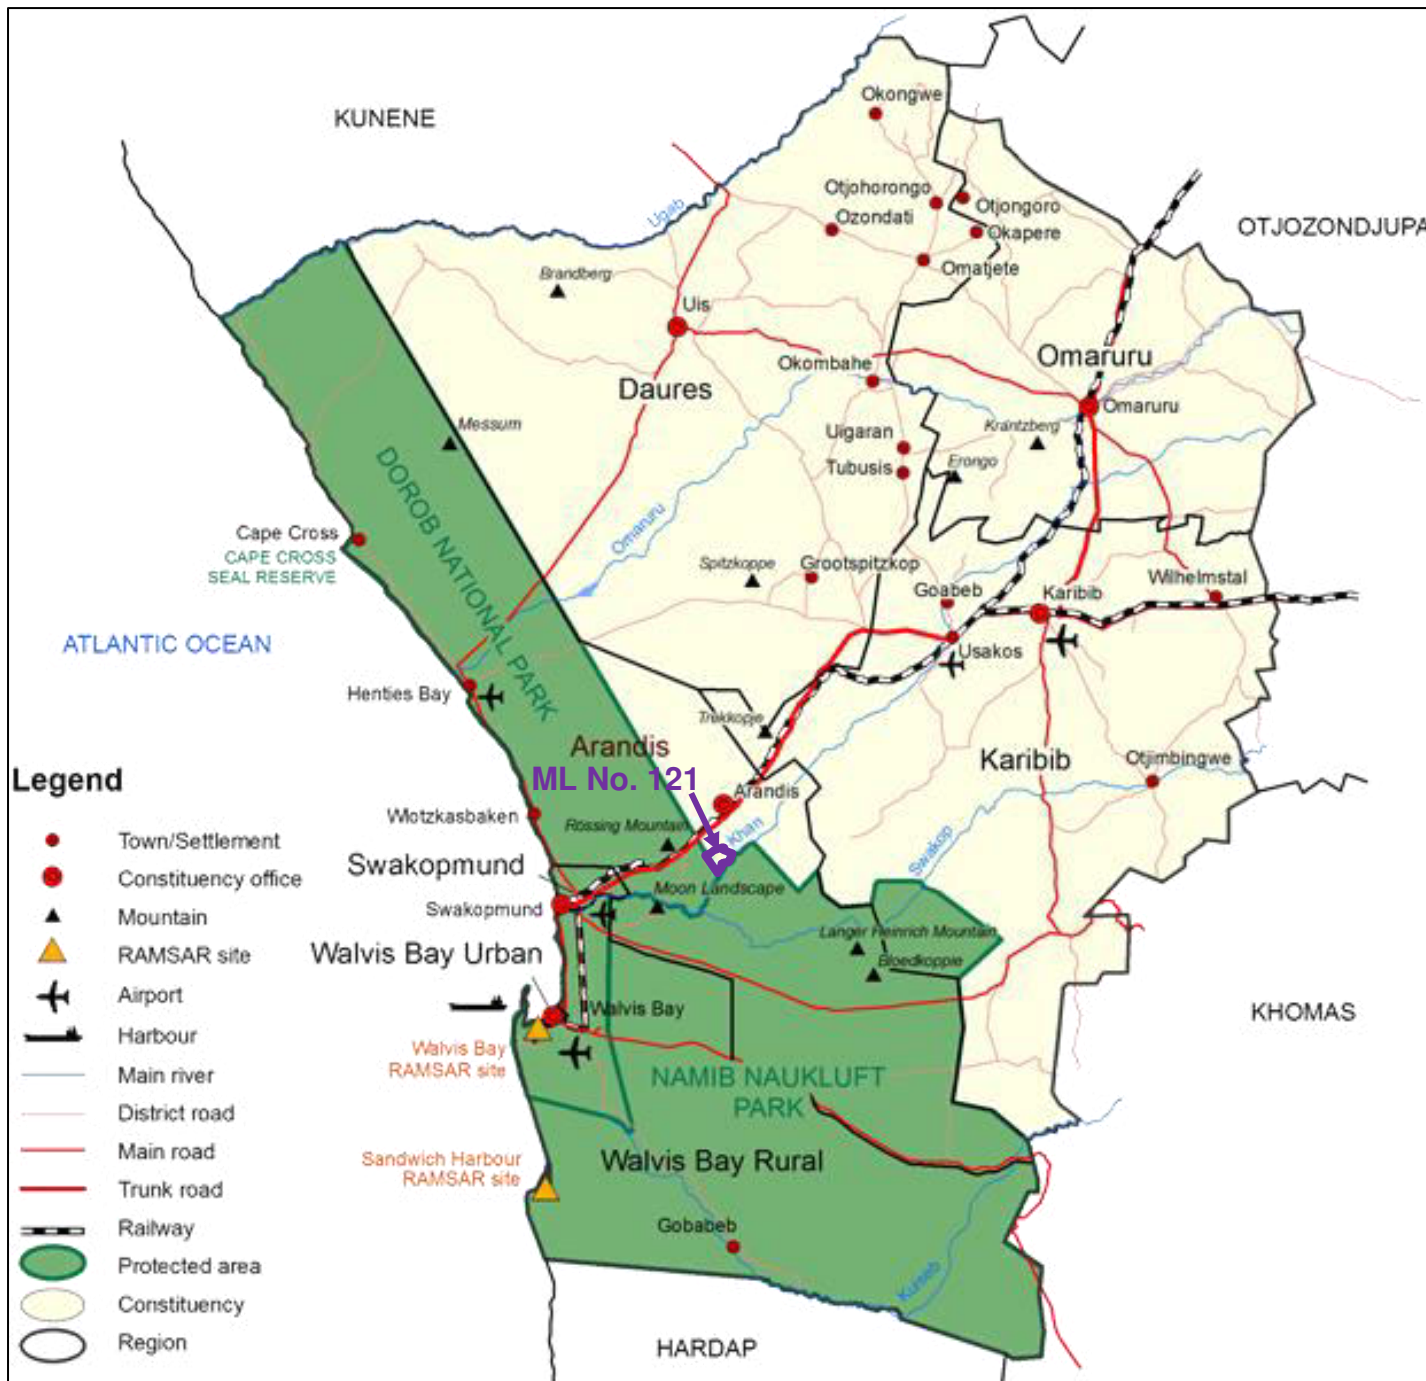 KUNENE
OTJOZONDJUPA
Okongwe
Otjohorongo
Otjongoro
Ozondati
Okapere
Omatjete
Ugab
Brandberg
Uis
Omaruru
Okombahe
Daures
Omaruru
Messum
Uigaran
Krantzberg
Tubusis
Erongo
DOROB NATIONAL PARK
Omaruru
Cape Cross
CAPE CROSS
SEAL RESERVE
Spitzkoppe
Grootspitzkop
Goabeb
Karibib
Wilhelmstal
ATLANTIC OCEAN
Usakos
Henties Bay
Trekkopje
Arandis
Karibib
Otjimbingwe
ML No. 121
Arandis
Wlotzkasbaken
Rössing Mountain
Khan
Swakop
Swakopmund
Moon Landscape
Swakopmund
Langer Heinrich Mountain
Walvis Bay Urban
Bloedkoppie
Walvis Bay
KHOMAS
Walvis Bay
RAMSAR site
NAMIB NAUKLUFT
PARK
Sandwich Harbour
RAMSAR site
Walvis Bay Rural
Gobabeb
Kuiseb
HARDAP
Legend
Town/Settlement
Constituency office
Mountain
RAMSAR site
Airport
Harbour
Main river
District road
Main road
Trunk road
Railway
Protected area
Constituency
Region